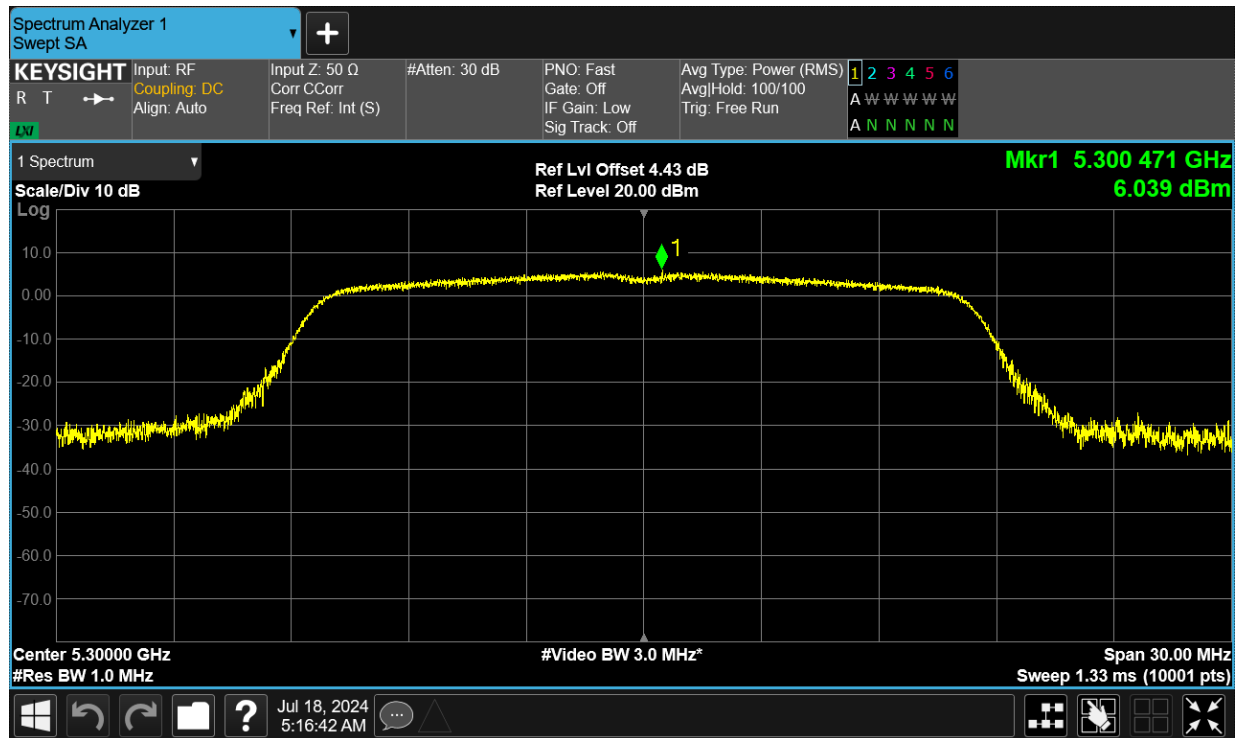 Spectrum Analyzer 1
Swept SA
KEYSIGHT
R T
LXI
Input: RF
Coupling: DC
Align: Auto
Input Z: 50 Ω
Corr CCorr
Freq Ref: Int (S)
#Atten: 30 dB
PNO: Fast
Gate: Off
IF Gain: Low
Sig Track: Off
Avg Type: Power (RMS)
Avg|Hold: 100/100
Trig: Free Run
1 2 3 4 5 6
A W W W W W
A N N N N N
1 Spectrum
Scale/Div 10 dB
Ref Lvl Offset 4.43 dB
Ref Level 20.00 dBm
Mkr1 5.300 471 GHz
6.039 dBm
Log
1
10.0
0.00
-10.0
-20.0
-30.0
-40.0
-50.0
-60.0
-70.0
Center 5.30000 GHz
#Res BW 1.0 MHz
#Video BW 3.0 MHz*
Span 30.00 MHz
Sweep 1.33 ms (10001 pts)
?
Jul 18, 2024
5:16:42 AM